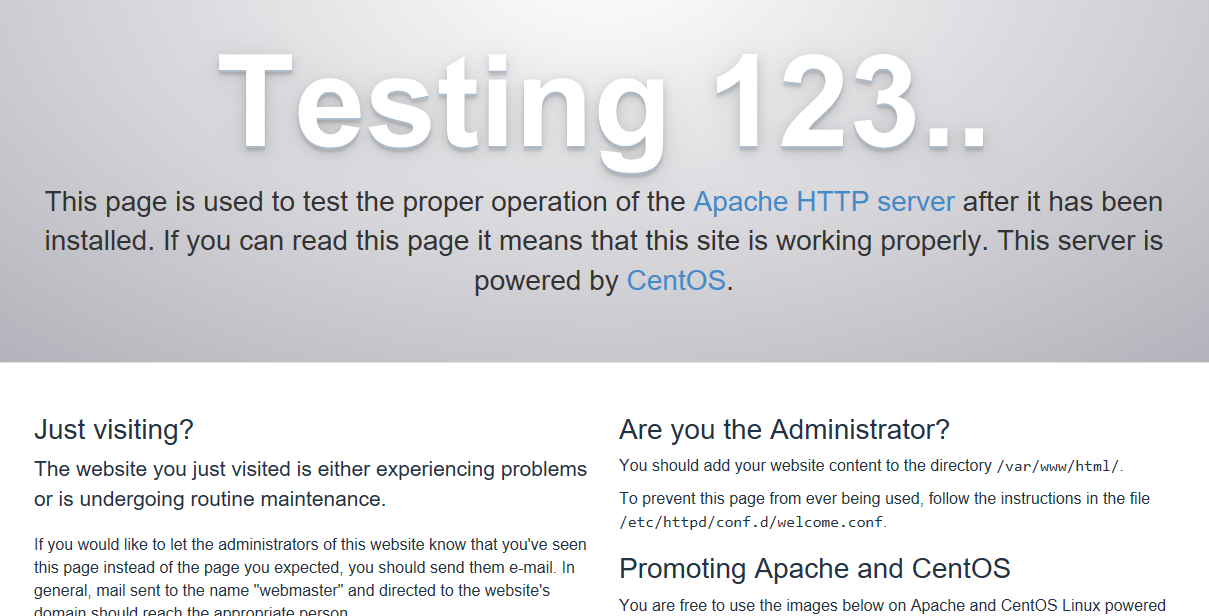 Testing 123..
This page is used to test the proper operation of the Apache HTTP server after it has been
installed. If you can read this page it means that this site is working properly. This server is
powered by CentOS.
Just visiting?
The website you just visited is either experiencing problems
or is undergoing routine maintenance.
If you would like to let the administrators of this website know that you've seen
this page instead of the page you expected, you should send them e-mail. In
general, mail sent to the name "webmaster" and directed to the website's
domain should reach the appropriate person.
Are you the Administrator?
You should add your website content to the directory /var/www/html/.
To prevent this page from ever being used, follow the instructions in the file
/etc/httpd/conf.d/welcome.conf.
Promoting Apache and CentOS
You are free to use the images below on Apache and CentOS Linux powered